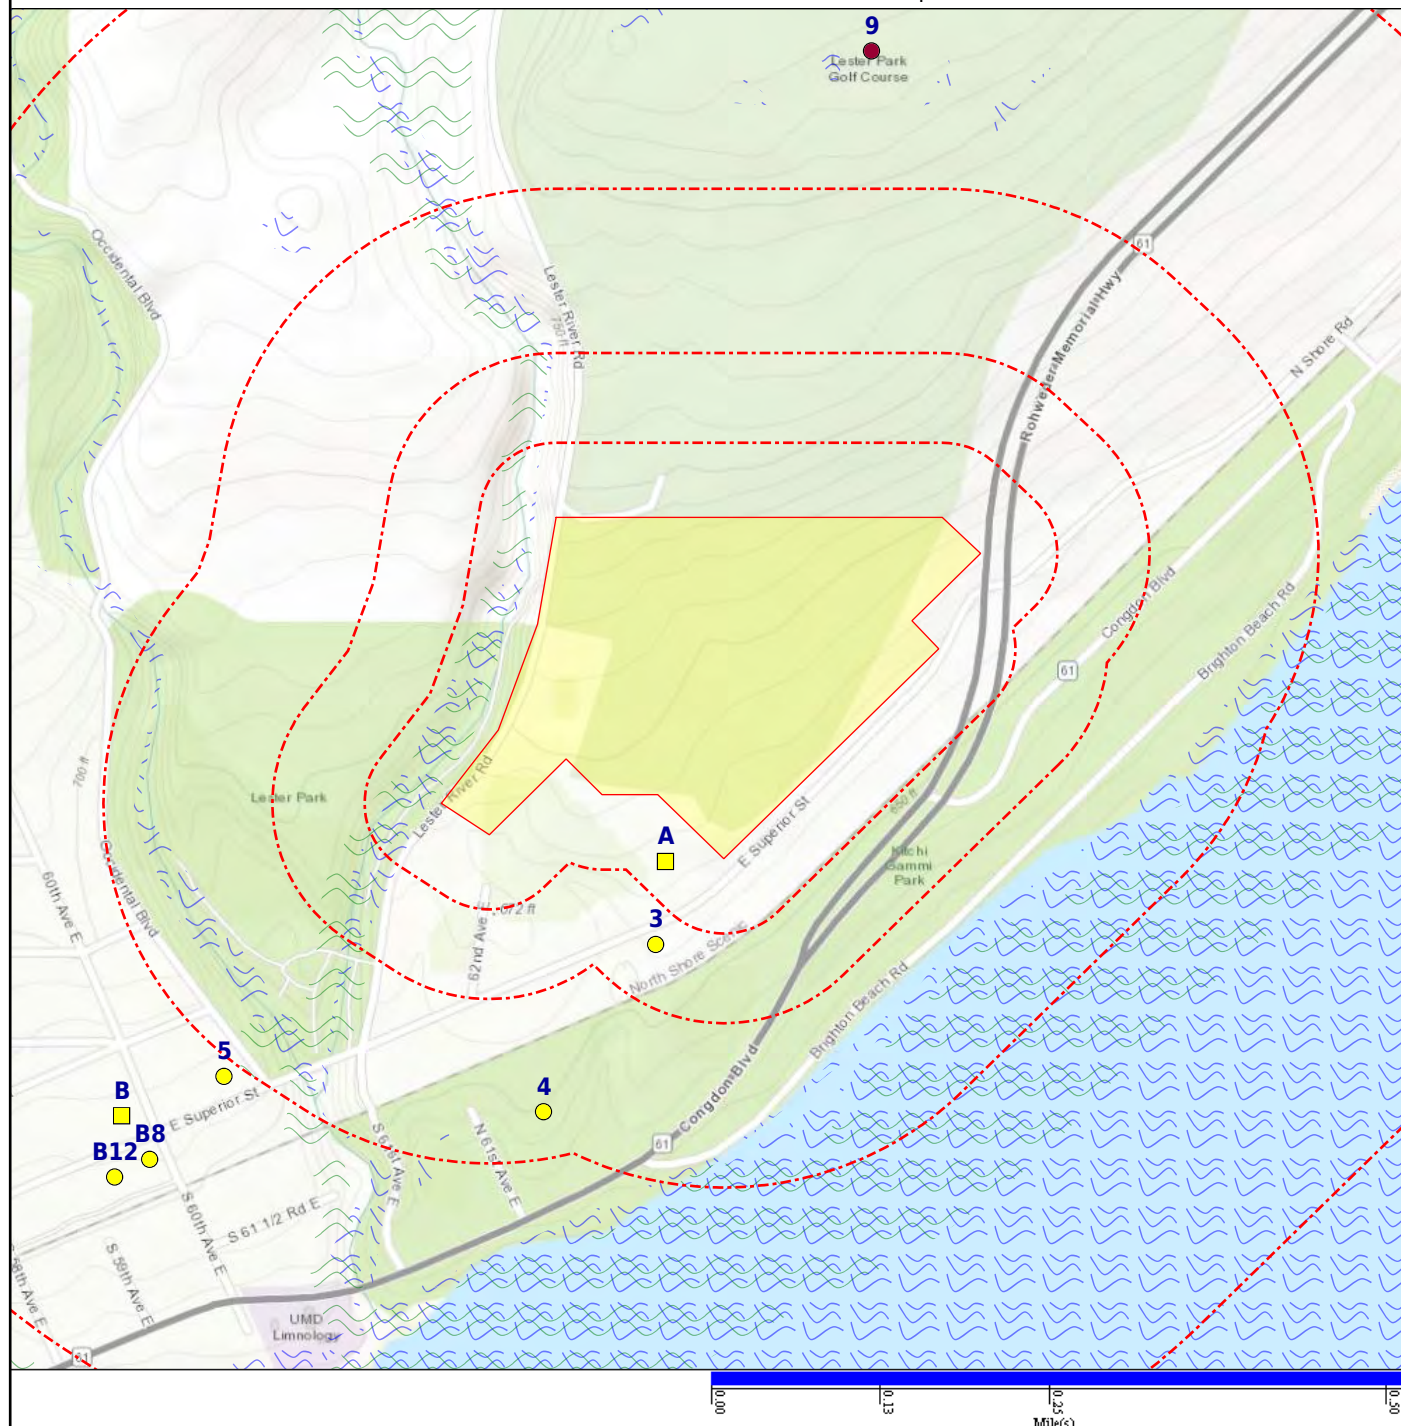 9
Lester Park
Golf Course
61
Occidental Blvd
Lester River Rd
750 ft
Rohweder Memorial Hwy
N Shore Rd
Congdon Blvd
61
Brighton Beach Rd
700 ft
Lester Park
Lester River Rd
E Superior St
650 ft
A
Kitchi
Gammi
Park
60th Ave E
Occidental Blvd
672 ft
62nd Ave E
3
North Shore Scenic
Brighton Beach Rd
5
4
B
E Superior St
B8
B12
Congdon Blvd
61
S 61st Ave E
N 61st Ave E
S 60th Ave E
S 61 1/2 Rd E
S 59th Ave E
58th Ave E
UMD
Limnology
61
0.00
0.13
0.25
0.50
Mile(s)